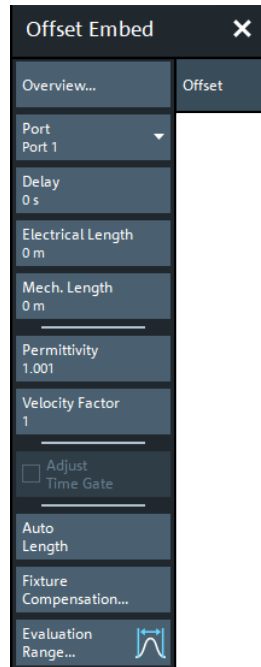 Offset Embed
Overview...
Offset
Port
Port 1
Delay
0 s
Electrical Length
0 m
Mech. Length
0 m
Permittivity
1.001
Velocity Factor
1
Adjust
Time Gate
Auto
Length
Fixture
Compensation...
Evaluation
Range...